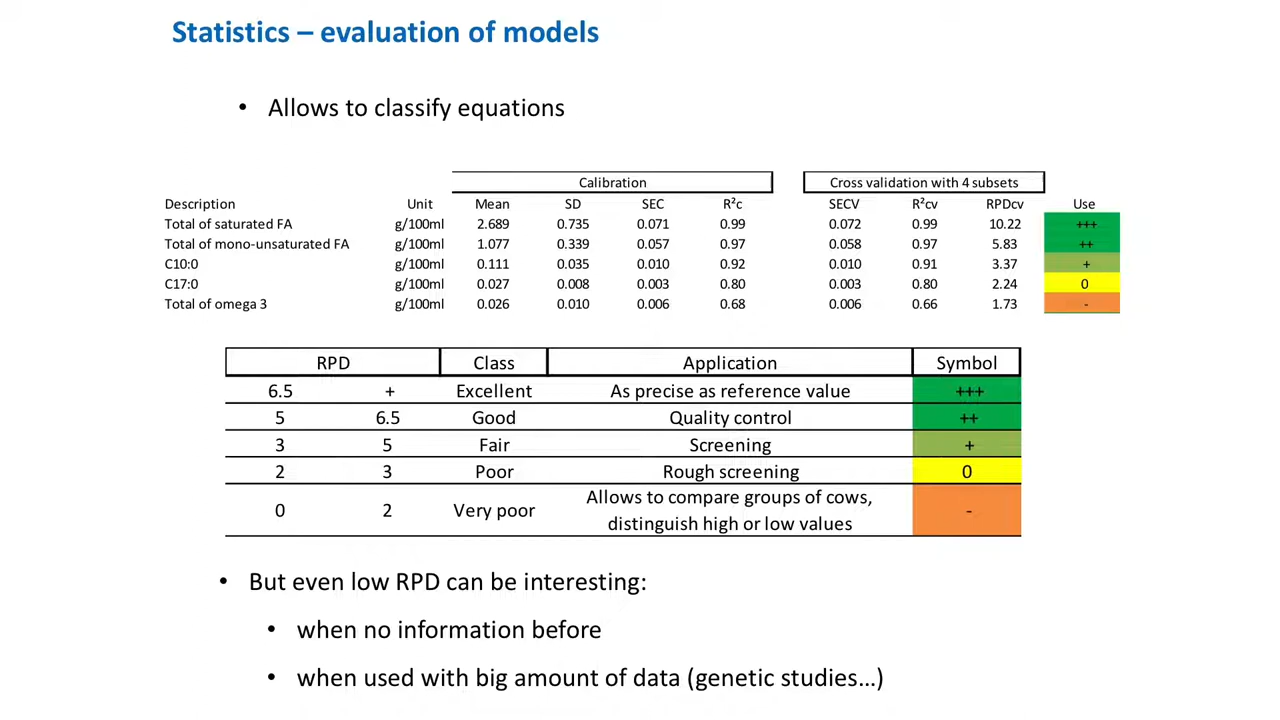 Statistics – evaluation of models
• Allows to classify equations
Calibration Cross validation with 4 subsets
Description Unit Mean SD SEC R²c SECV R²cv RPDcv Use
Total of saturated FA g/100ml 2.689 0.735 0.071 0.99 0.072 0.99 10.22 +++
Total of mono-unsaturated FA g/100ml 1.077 0.339 0.057 0.97 0.058 0.97 5.83 ++
C10:0 g/100ml 0.111 0.035 0.010 0.92 0.010 0.91 3.37 +
C17:0 g/100ml 0.027 0.008 0.003 0.80 0.003 0.80 2.24 0
Total of omega 3 g/100ml 0.026 0.010 0.006 0.68 0.006 0.66 1.73 -
RPD Class Application Symbol
6.5 + Excellent As precise as reference value +++
5 6.5 Good Quality control ++
3 5 Fair Screening +
2 3 Poor Rough screening 0
0 2 Very poor Allows to compare groups of cows,
distinguish high or low values -
• But even low RPD can be interesting:
• when no information before
• when used with big amount of data (genetic studies…)